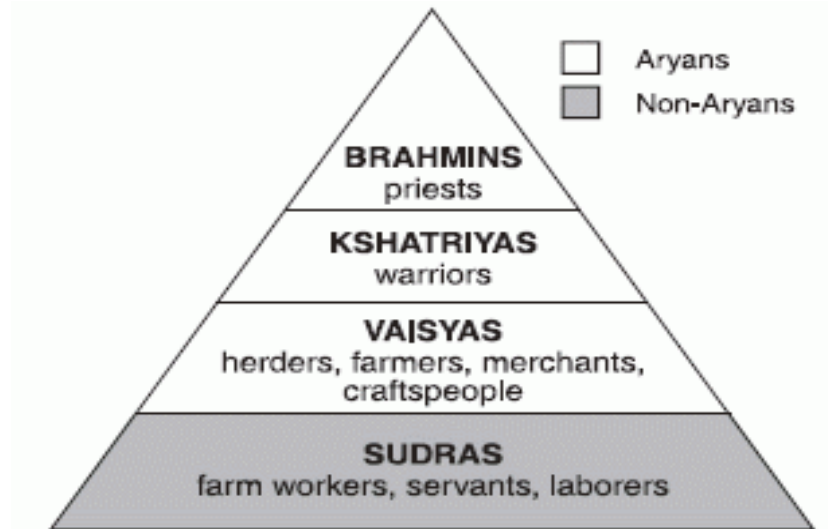 Aryans
Non-Aryans
BRAHMINS
priests
KSHATRIYAS
warriors
VAISYAS
herders, farmers, merchants,
craftspeople
SUDRAS
farm workers, servants, laborers